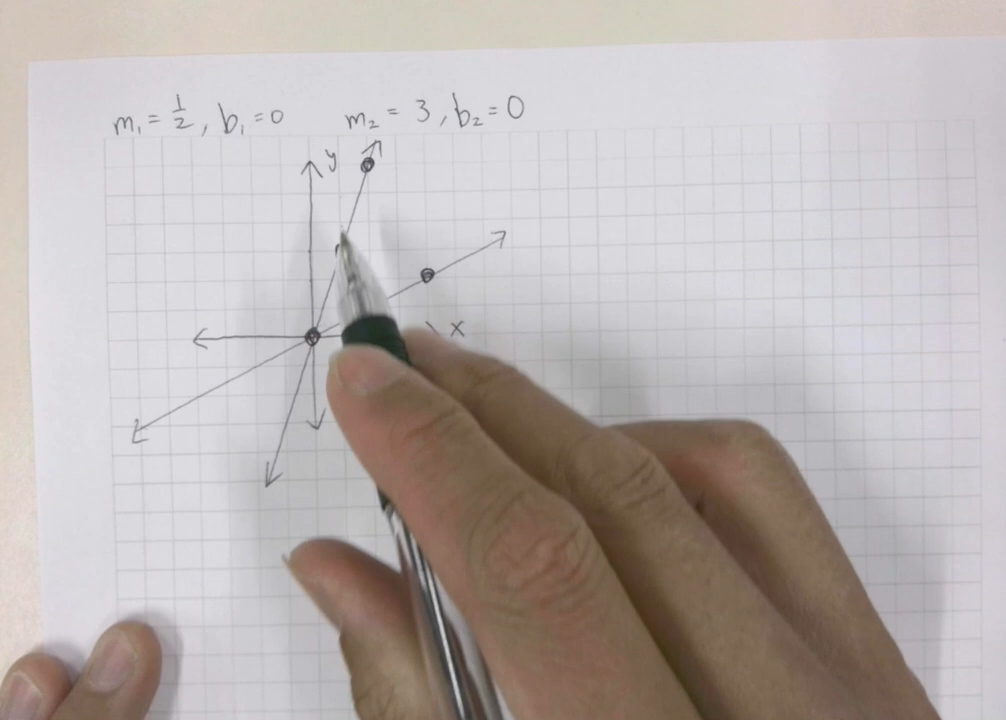 m₁ = 1/2, b₁ = 0 m₂ = 3, b₂ = 0
y
x